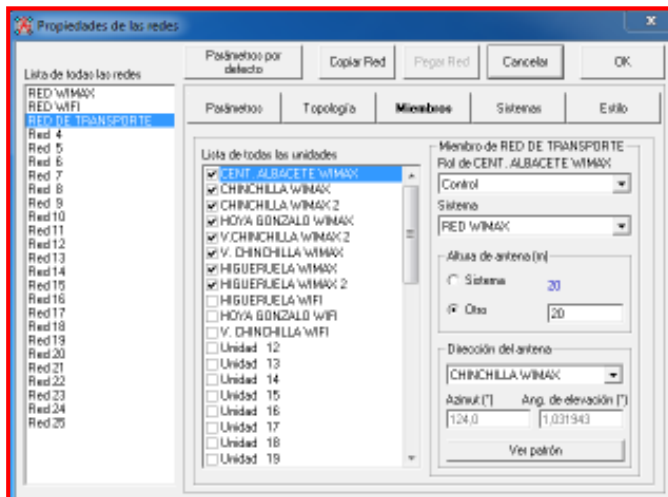 Propiedades de las redes
x
Lista de todas las redes
RED WIMAX
RED WIFI
RED DE TRANSPORTE
Red 4
Red 5
Red 6
Red 7
Red 8
Red 9
Red 10
Red 11
Red 12
Red 13
Red 14
Red 15
Red 16
Red 17
Red 18
Red 19
Red 20
Red 21
Red 22
Red 23
Red 24
Red 25
Parámetros por
defecto
Copiar Red
Pegar Red
Cancelar
OK
Parámetros
Topología
Miembros
Sistemas
Estilo
Lista de todas las unidades
CENT. ALBACETE WIMAX
CHINCHILLA WIMAX
CHINCHILLA WIMAX 2
HOYA GONZALO WIMAX
V.CHINCHILLA WIMAX 2
V. CHINCHILLA WIMAX
HIGUERUELA WIMAX
HIGUERUELA WIMAX 2
HIGUERUELA WIFI
HOYA GONZALO WIFI
V. CHINCHILLA WIFI
Unidad 12
Unidad 13
Unidad 14
Unidad 15
Unidad 16
Unidad 17
Unidad 18
Unidad 19
Miembro de RED DE TRANSPORTE
Rol de CENT. ALBACETE WIMAX
Control
Sistema
RED WIMAX
Altura de antena (m)
Sistema 20
Otro 20
Dirección del antena
CHINCHILLA WIMAX
Azimut (°) Ang. de elevación (°)
124,0 1,031943
Ver patrón